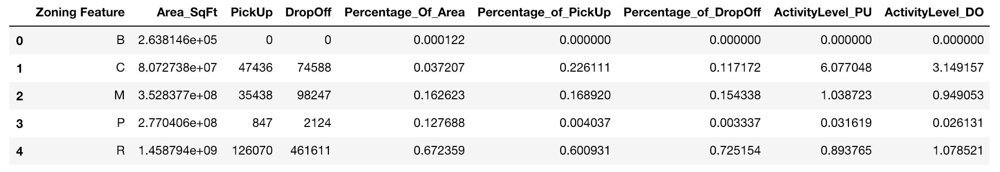 Zoning Feature Area_SqFt PickUp DropOff Percentage_Of_Area Percentage_of_PickUp Percentage_of_DropOff ActivityLevel_PU ActivityLevel_DO
0 B 2.638146e+05 0 0 0.000122 0.000000 0.000000 0.000000 0.000000
1 C 8.072738e+07 47436 74588 0.037207 0.226111 0.117172 6.077048 3.149157
2 M 3.528377e+08 35438 98247 0.162623 0.168920 0.154338 1.038723 0.949053
3 P 2.770406e+08 847 2124 0.127688 0.004037 0.003337 0.031619 0.026131
4 R 1.458794e+09 126070 461611 0.672359 0.600931 0.725154 0.893765 1.078521